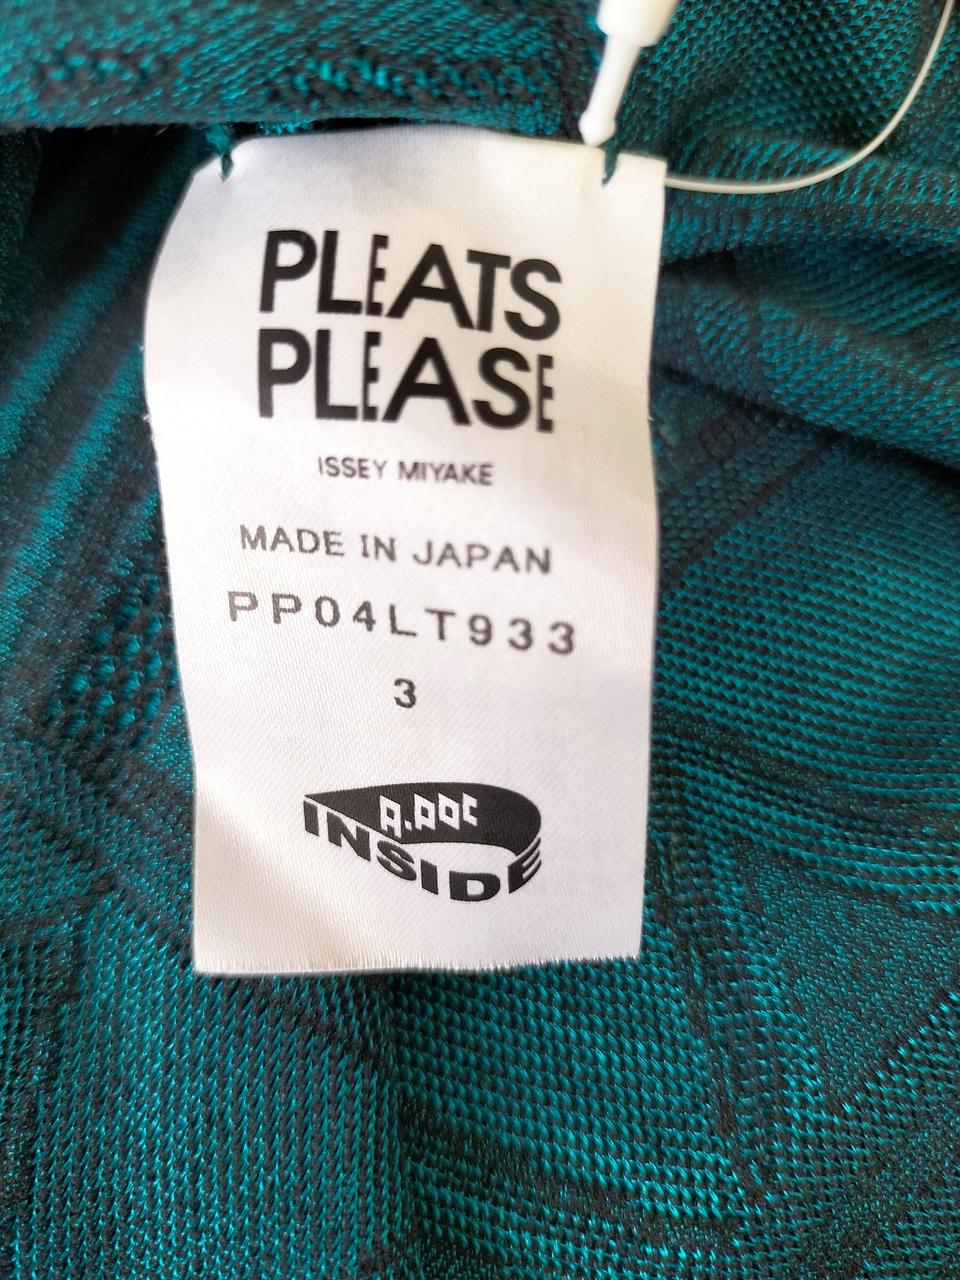 PLEATS
PLEASE
ISSEY MIYAKE
MADE IN JAPAN
PP04LT933
3
A.POC
INSIDE